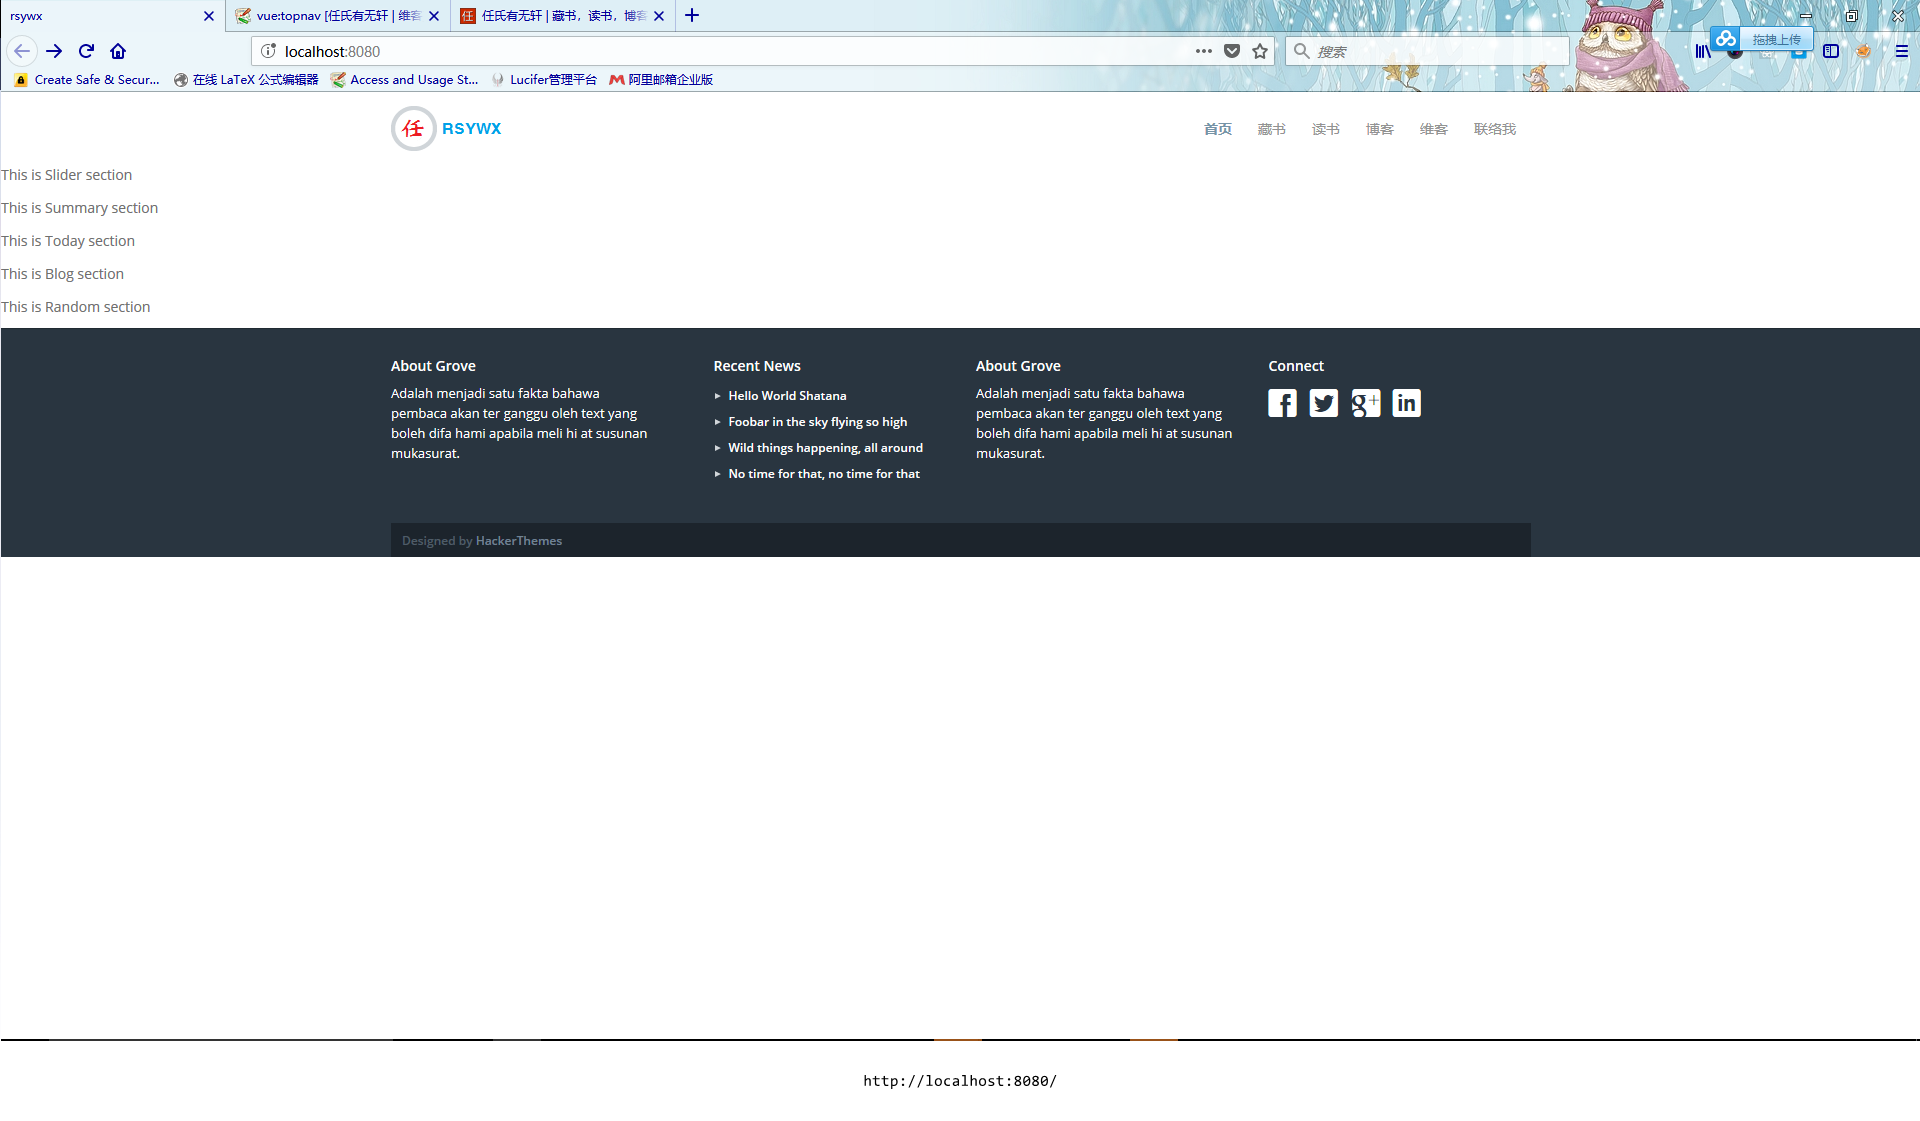 rsywx
vue:topnav [任氏有无轩 | 维客
任氏有无轩 | 藏书，读书，博客
localhost:8080
搜索
拖拽上传
Create Safe & Secur...
在线 LaTeX 公式编辑器
Access and Usage St...
Lucifer管理平台
阿里邮箱企业版
任 RSYWX
首页 藏书 读书 博客 维客 联络我
This is Slider section
This is Summary section
This is Today section
This is Blog section
This is Random section
About Grove
Adalah menjadi satu fakta bahawa
pembaca akan ter ganggu oleh text yang
boleh difa hami apabila meli hi at susunan
mukasurat.
Recent News
Hello World Shatana
Foobar in the sky flying so high
Wild things happening, all around
No time for that, no time for that
About Grove
Adalah menjadi satu fakta bahawa
pembaca akan ter ganggu oleh text yang
boleh difa hami apabila meli hi at susunan
mukasurat.
Connect
Designed by HackerThemes
http://localhost:8080/